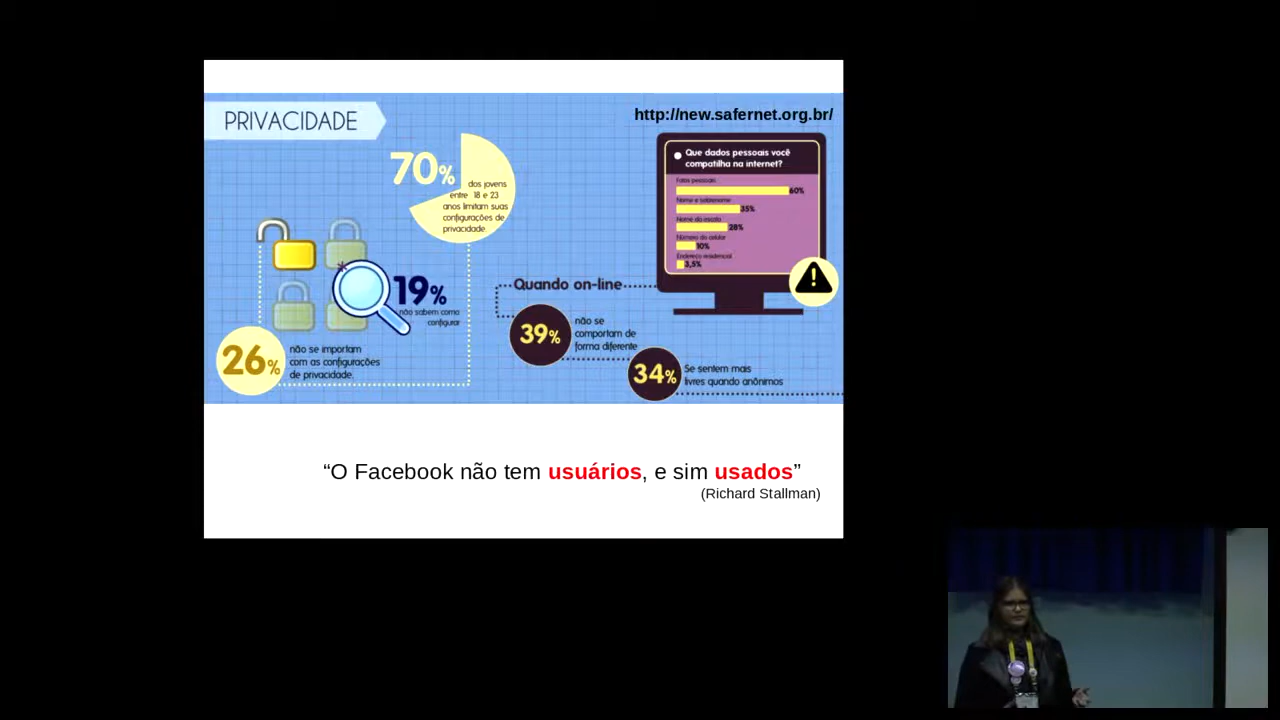 PRIVACIDADE
http://new.safernet.org.br/
70%
dos jovens
entre 18 e 23
anos limitam suas
configurações de
privacidade.
19%
não sabem como
configurar
26%
não se importam
com as configurações
de privacidade.
Que dados pessoais você
compatilha na internet?
Fotos pessoais
60%
Nome e sobrenome
35%
Nome da escola
28%
Número do celular
10%
Endereço residencial
3,5%
!
Quando on-line
39%
não se
comportam de
forma diferente
34%
Se sentem mais
livres quando anônimos
“O Facebook não tem usuários, e sim usados”
(Richard Stallman)